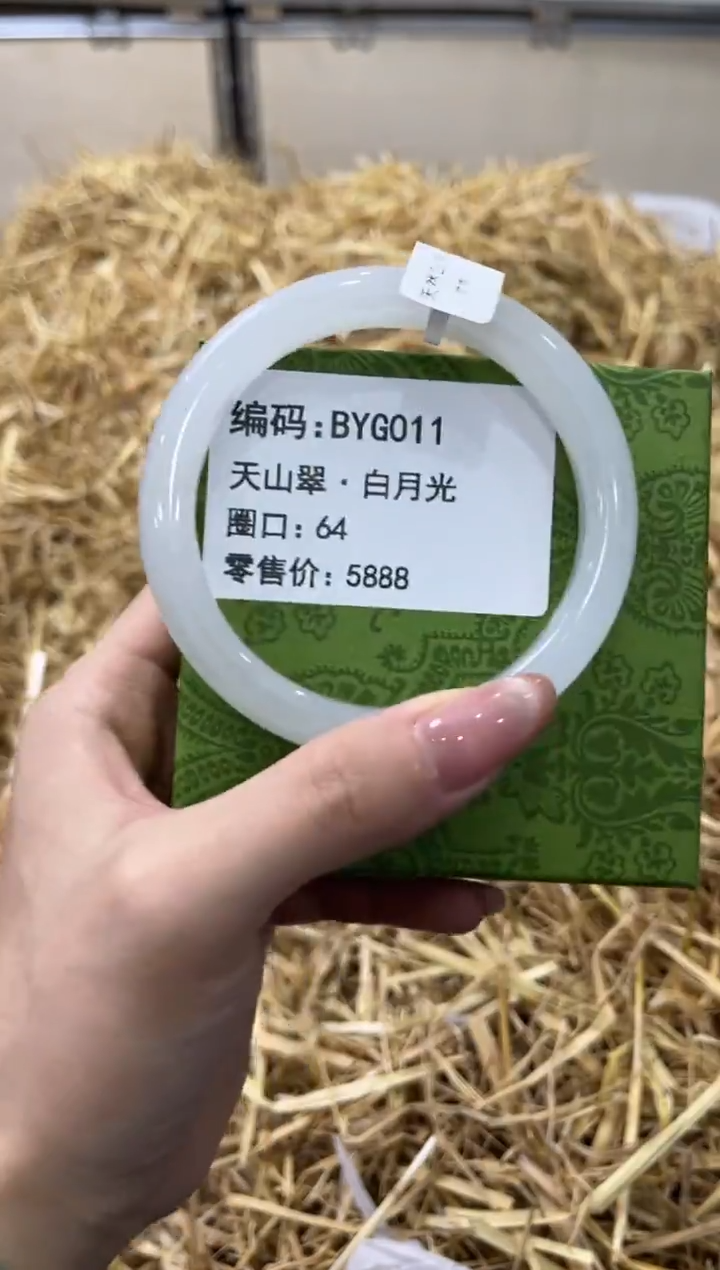 编码:BYG011
天山翠·白月光
圈口: 64
零售价: 5888